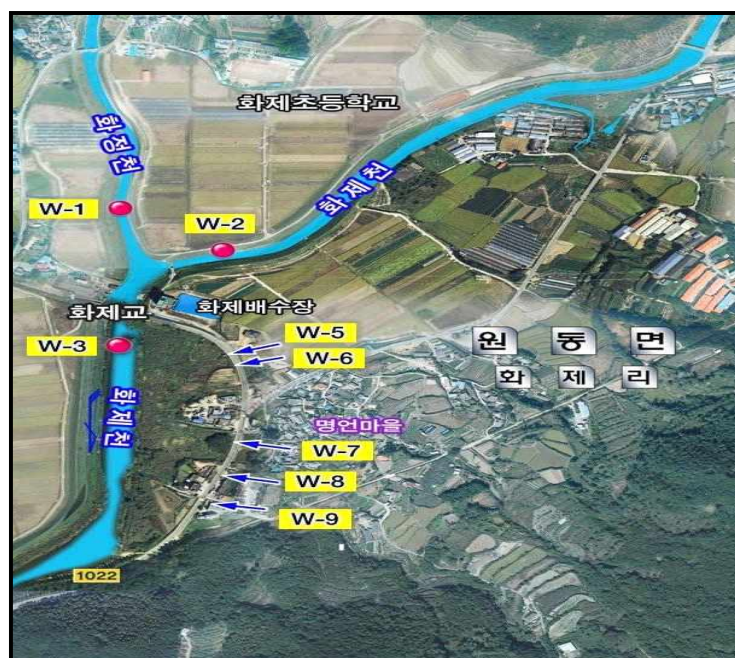 화제초등학교
화정천
화제천
W-1
W-2
화제교
화제배수장
W-3
W-5
W-6
원동면
화제리
화제천
명언마을
W-7
W-8
W-9
1022